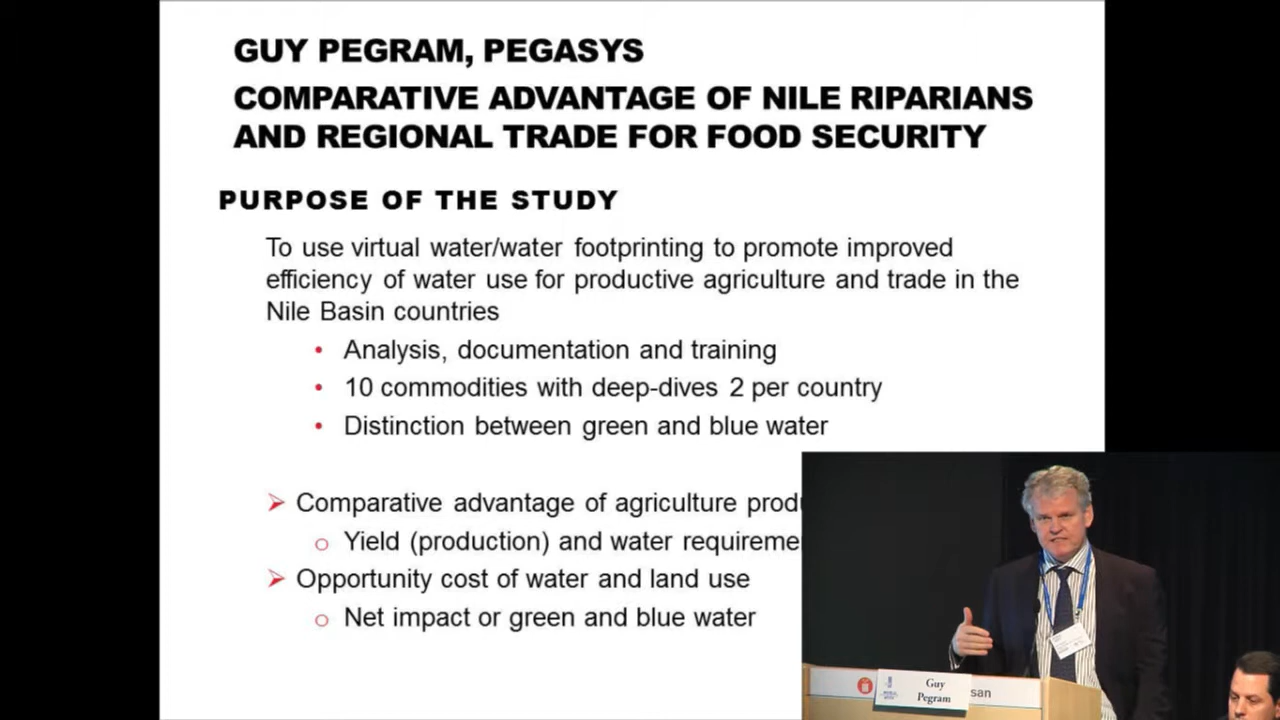 GUY PEGRAM, PEGASYS
COMPARATIVE ADVANTAGE OF NILE RIPARIANS
AND REGIONAL TRADE FOR FOOD SECURITY
PURPOSE OF THE STUDY
To use virtual water/water footprinting to promote improved
efficiency of water use for productive agriculture and trade in the
Nile Basin countries
• Analysis, documentation and training
• 10 commodities with deep-dives 2 per country
• Distinction between green and blue water
➢ Comparative advantage of agriculture produ
o Yield (production) and water requireme
➢ Opportunity cost of water and land use
o Net impact or green and blue water
Guy
Pegram
san